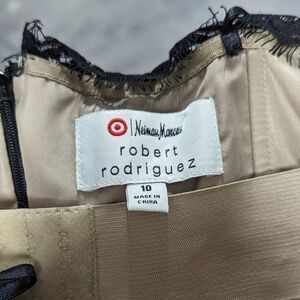 Neiman Marcus
robert
rodriguez
10
MADE IN
CHINA